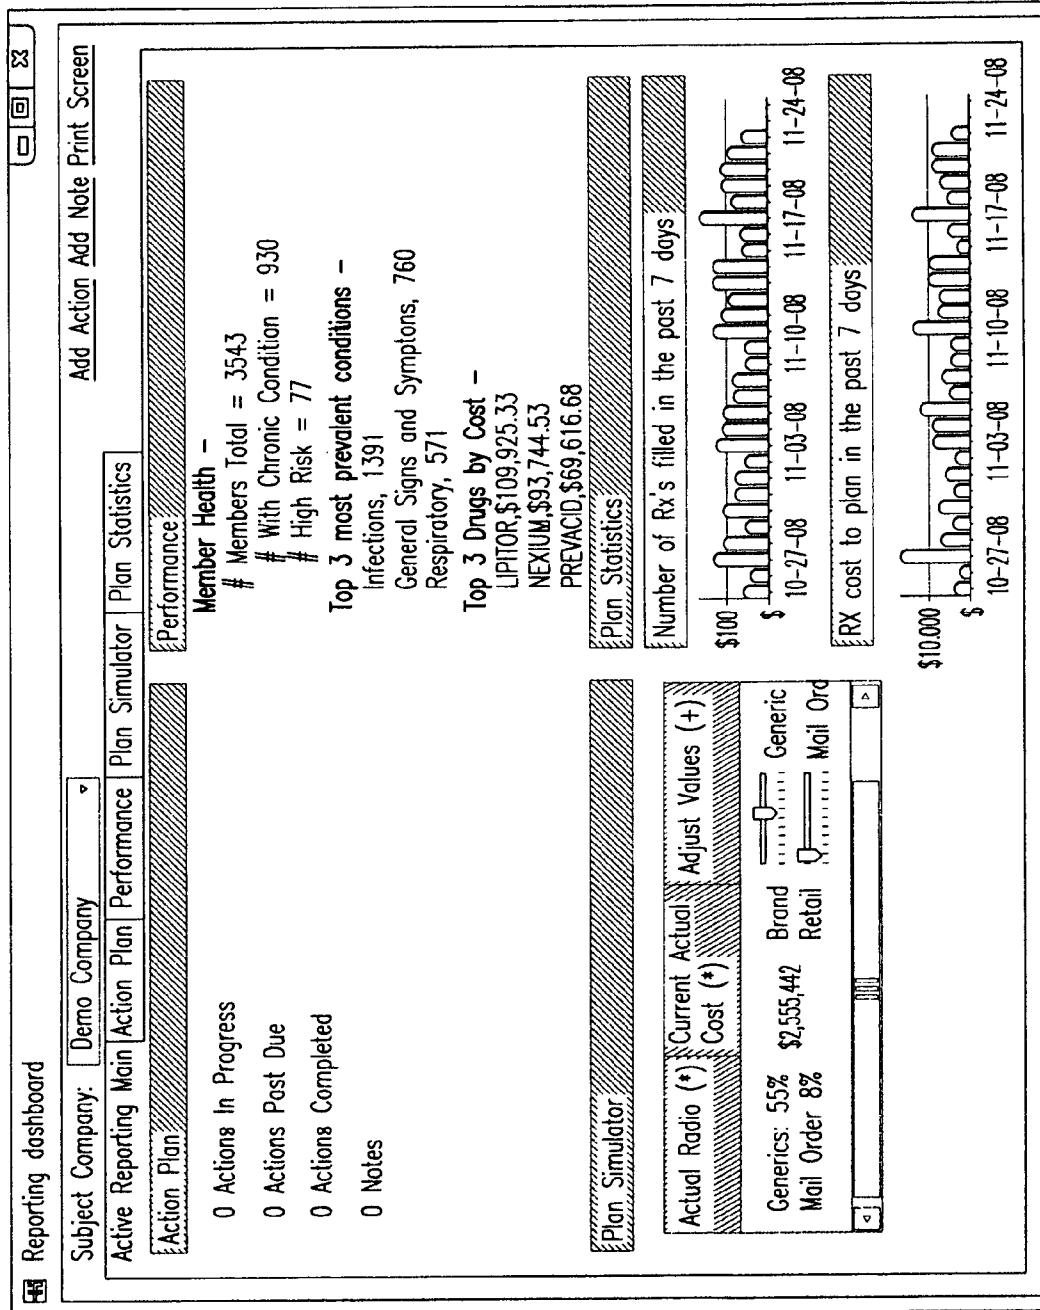 Reporting dashboard
Subject Company: Demo Company
Add Action Add Note Print Screen
Active Reporting Main Action Plan Performance Plan Simulator Plan Statistics
Action Plan
0 Actions In Progress
0 Actions Past Due
0 Actions Completed
0 Notes
Performance
Member Health –
# Members Total = 3543
# With Chronic Condition = 930
# High Risk = 77
Top 3 most prevalent conditions –
Infections, 1391
General Signs and Symptons, 760
Respiratory, 571
Top 3 Drugs by Cost –
LIPITOR,$109,925.33
NEXIUM,$93,744.53
PREVACID,$69,616.68
Plan Simulator
Actual Radio (*) Current Actual Cost (*) Adjust Values (+)
Generics: 55% $2,555,442 Brand Generic
Mail Order 8% Retail Mail Ord
Plan Statistics
Number of Rx's filled in the past 7 days
$100
$
10-27-08 11-03-08 11-10-08 11-17-08 11-24-08
RX cost to plan in the past 7 days
$10.000
$
10-27-08 11-03-08 11-10-08 11-17-08 11-24-08